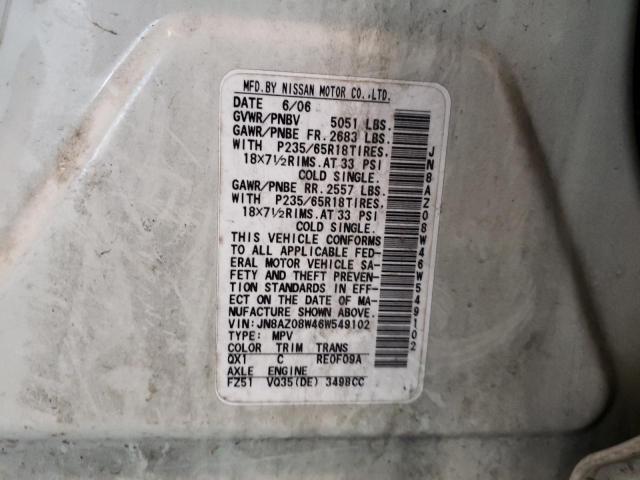 MFD.BY NISSAN MOTOR CO.,LTD.
DATE 6/06
GVWR/PNBV 5051 LBS.
GAWR/PNBE FR. 2683 LBS.
WITH P235/65R18TIRES.
18X7½RIMS.AT 33 PSI
COLD SINGLE.
GAWR/PNBE RR. 2557 LBS.
WITH P235/65R18TIRES.
18X7½RIMS.AT 33 PSI
COLD SINGLE.
THIS VEHICLE CONFORMS
TO ALL APPLICABLE FED-
ERAL MOTOR VEHICLE SA-
FETY AND THEFT PREVEN-
TION STANDARDS IN EFF-
ECT ON THE DATE OF MA-
NUFACTURE SHOWN ABOVE.
VIN: JN8AZ08W46W549102
TYPE: MPV
COLOR TRIM TRANS
QX1 C RE0F09A
AXLE ENGINE
FZ51 VQ35(DE) 3498CC
JN8AZ08W46W549102